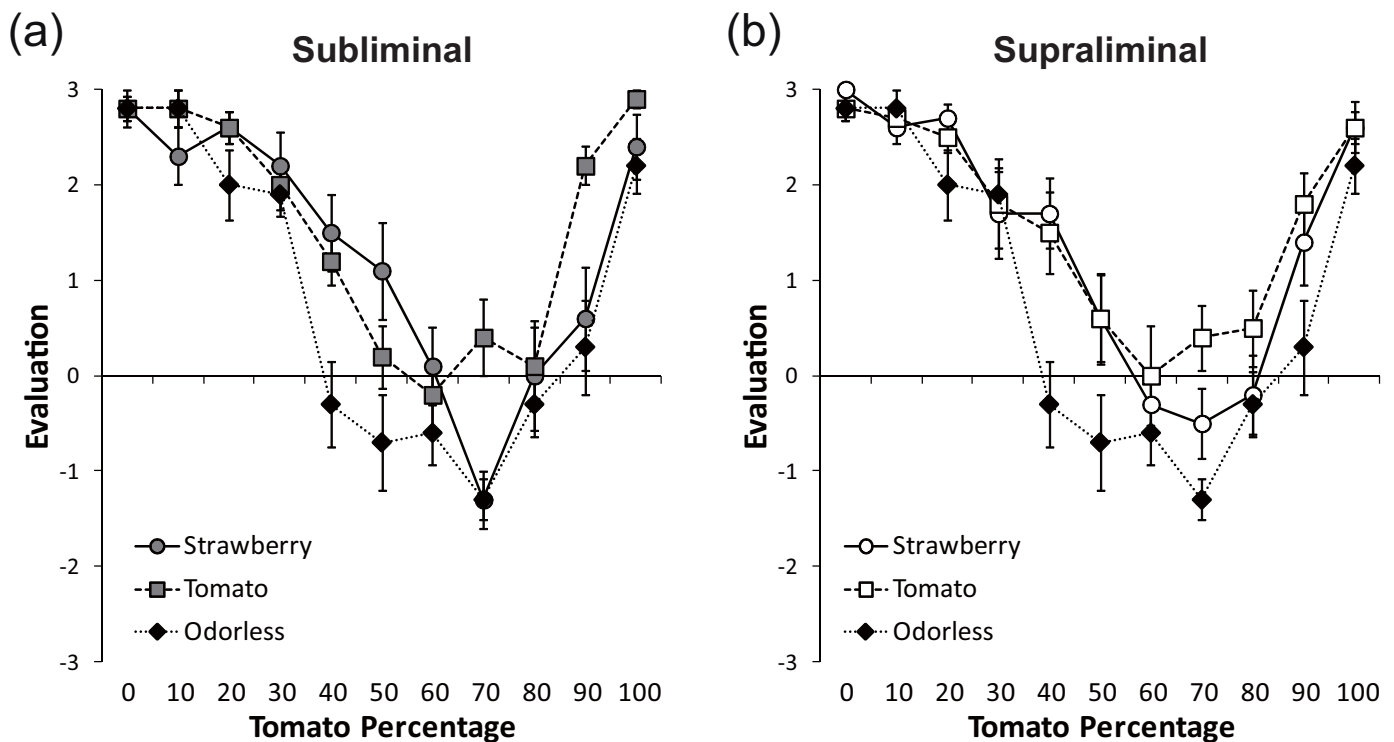 (a)
Subliminal
3
2
1
0
-1
-2
-3
Evaluation
Strawberry
Tomato
Odorless
0 10 20 30 40 50 60 70 80 90 100
Tomato Percentage
(b)
Supraliminal
3
2
1
0
-1
-2
-3
Evaluation
Strawberry
Tomato
Odorless
0 10 20 30 40 50 60 70 80 90 100
Tomato Percentage